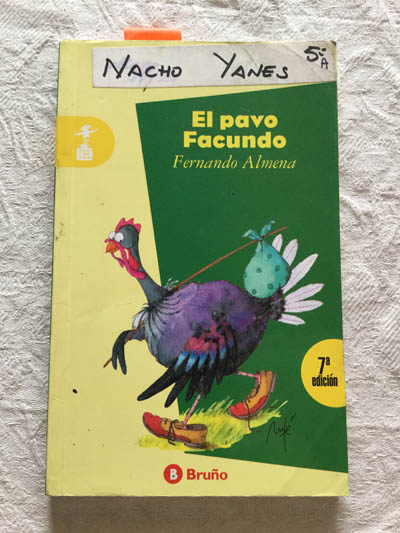 NACHO YANES 5ºA
El pavo
Facundo
Fernando Almena
7ª
edición
B Bruño